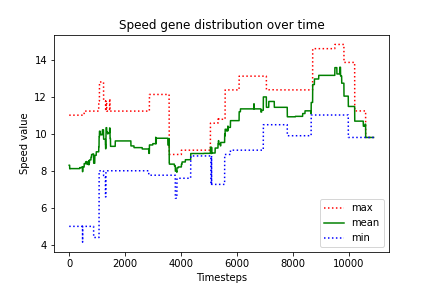 Speed gene distribution over time
Speed value
14
12
10
8
6
4
0
2000
4000
6000
8000
10000
Timesteps
max
mean
min